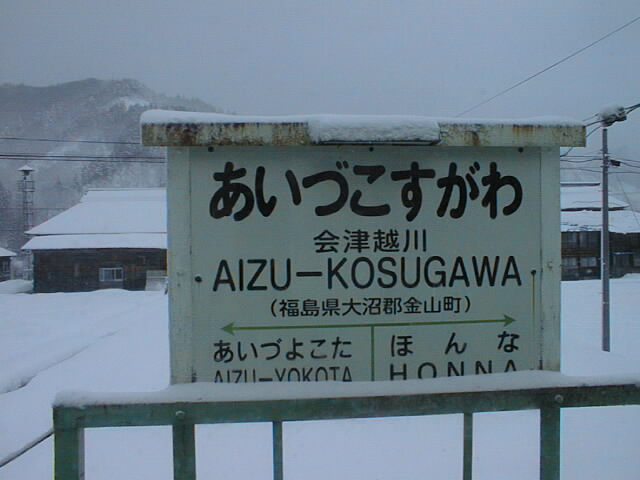 あいづこすがわ
会津越川
AIZU-KOSUGAWA
(福島県大沼郡金山町)
あいづよこた ほんな
AIZU-YOKOTA HONNA